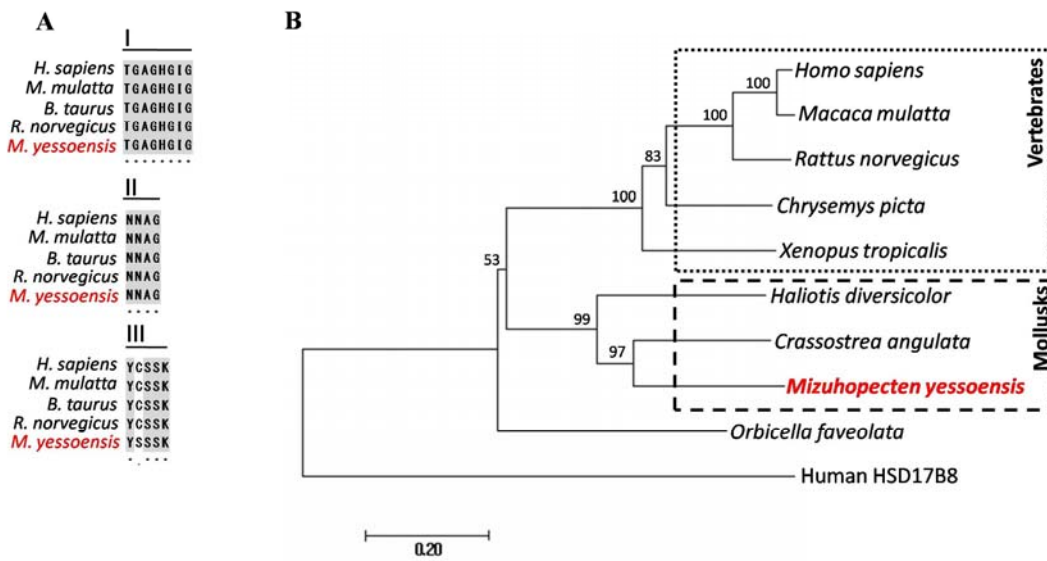 A
I
H. sapiens TGAGHGIG
M. mulatta TGAGHGIG
B. taurus TGAGHGIG
R. norvegicus TGAGHGIG
M. yessoensis TGAGHGIG
II
H. sapiens NNAG
M. mulatta NNAG
B. taurus NNAG
R. norvegicus NNAG
M. yessoensis NNAG
III
H. sapiens YCSSK
M. mulatta YCSSK
B. taurus YCSSK
R. norvegicus YCSSK
M. yessoensis YSSSK
B
Homo sapiens
Macaca mulatta
Rattus norvegicus
Chrysemys picta
Xenopus tropicalis
Haliotis diversicolor
Crassostrea angulata
Mizuhopecten yessoensis
Orbicella faveolata
Human HSD17B8
100
100
83
100
53
99
97
Vertebrates
Mollusks
0.20